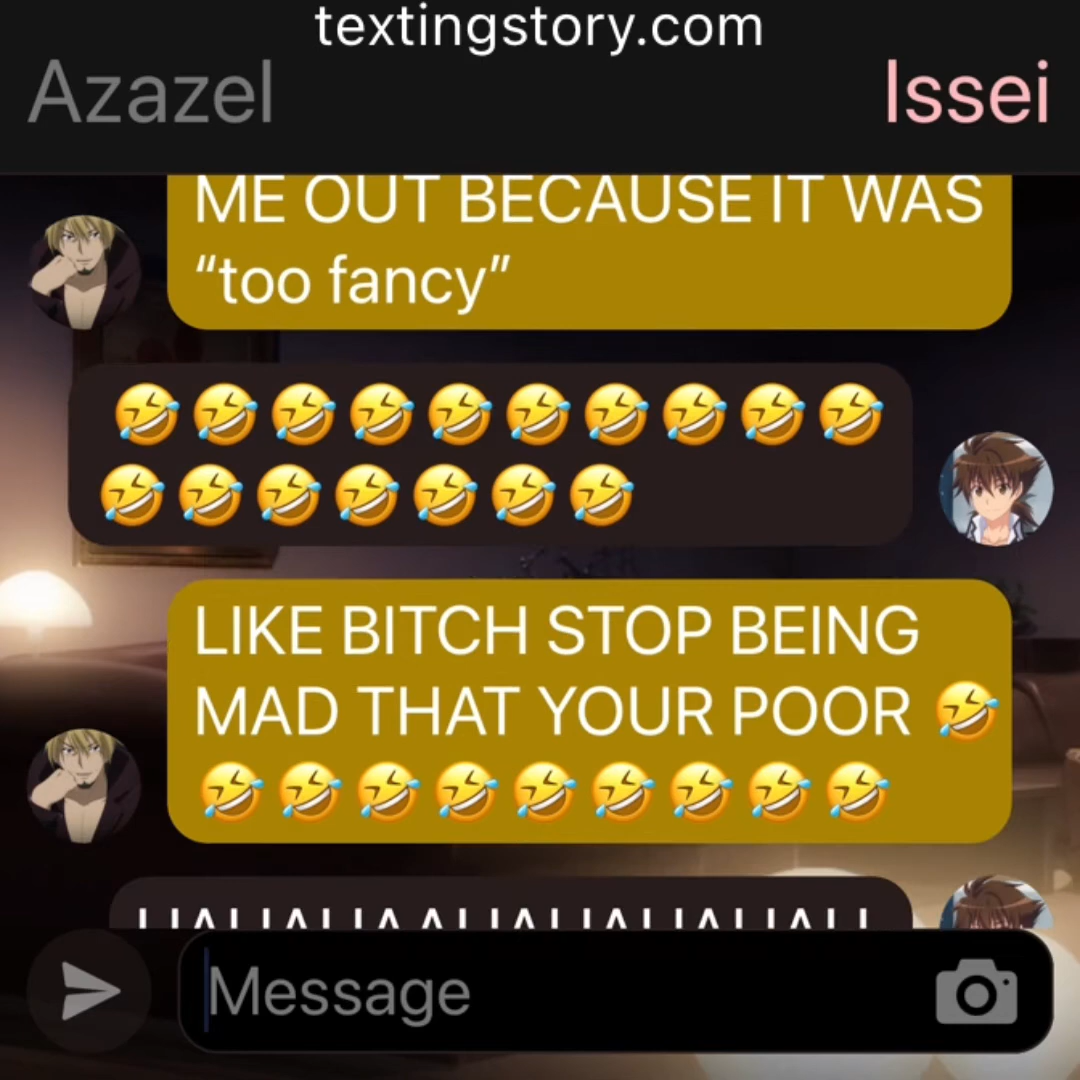 textingstory.com
Azazel
Issei
ME OUT BECAUSE IT WAS
“too fancy”
🤣🤣🤣🤣🤣🤣🤣🤣🤣🤣
🤣🤣🤣🤣🤣🤣🤣
LIKE BITCH STOP BEING
MAD THAT YOUR POOR 🤣
🤣🤣🤣🤣🤣🤣🤣🤣🤣
Message